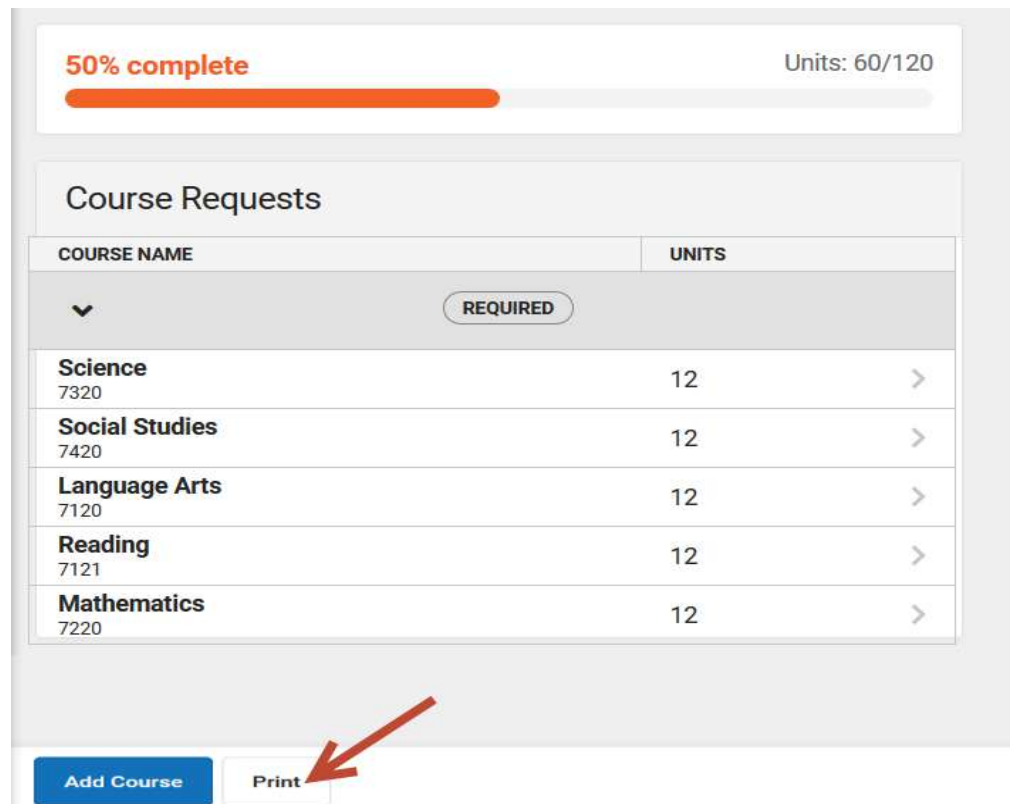 50% complete
Units: 60/120
Course Requests
COURSE NAME UNITS
REQUIRED
Science
7320
12
Social Studies
7420
12
Language Arts
7120
12
Reading
7121
12
Mathematics
7220
12
Add Course Print